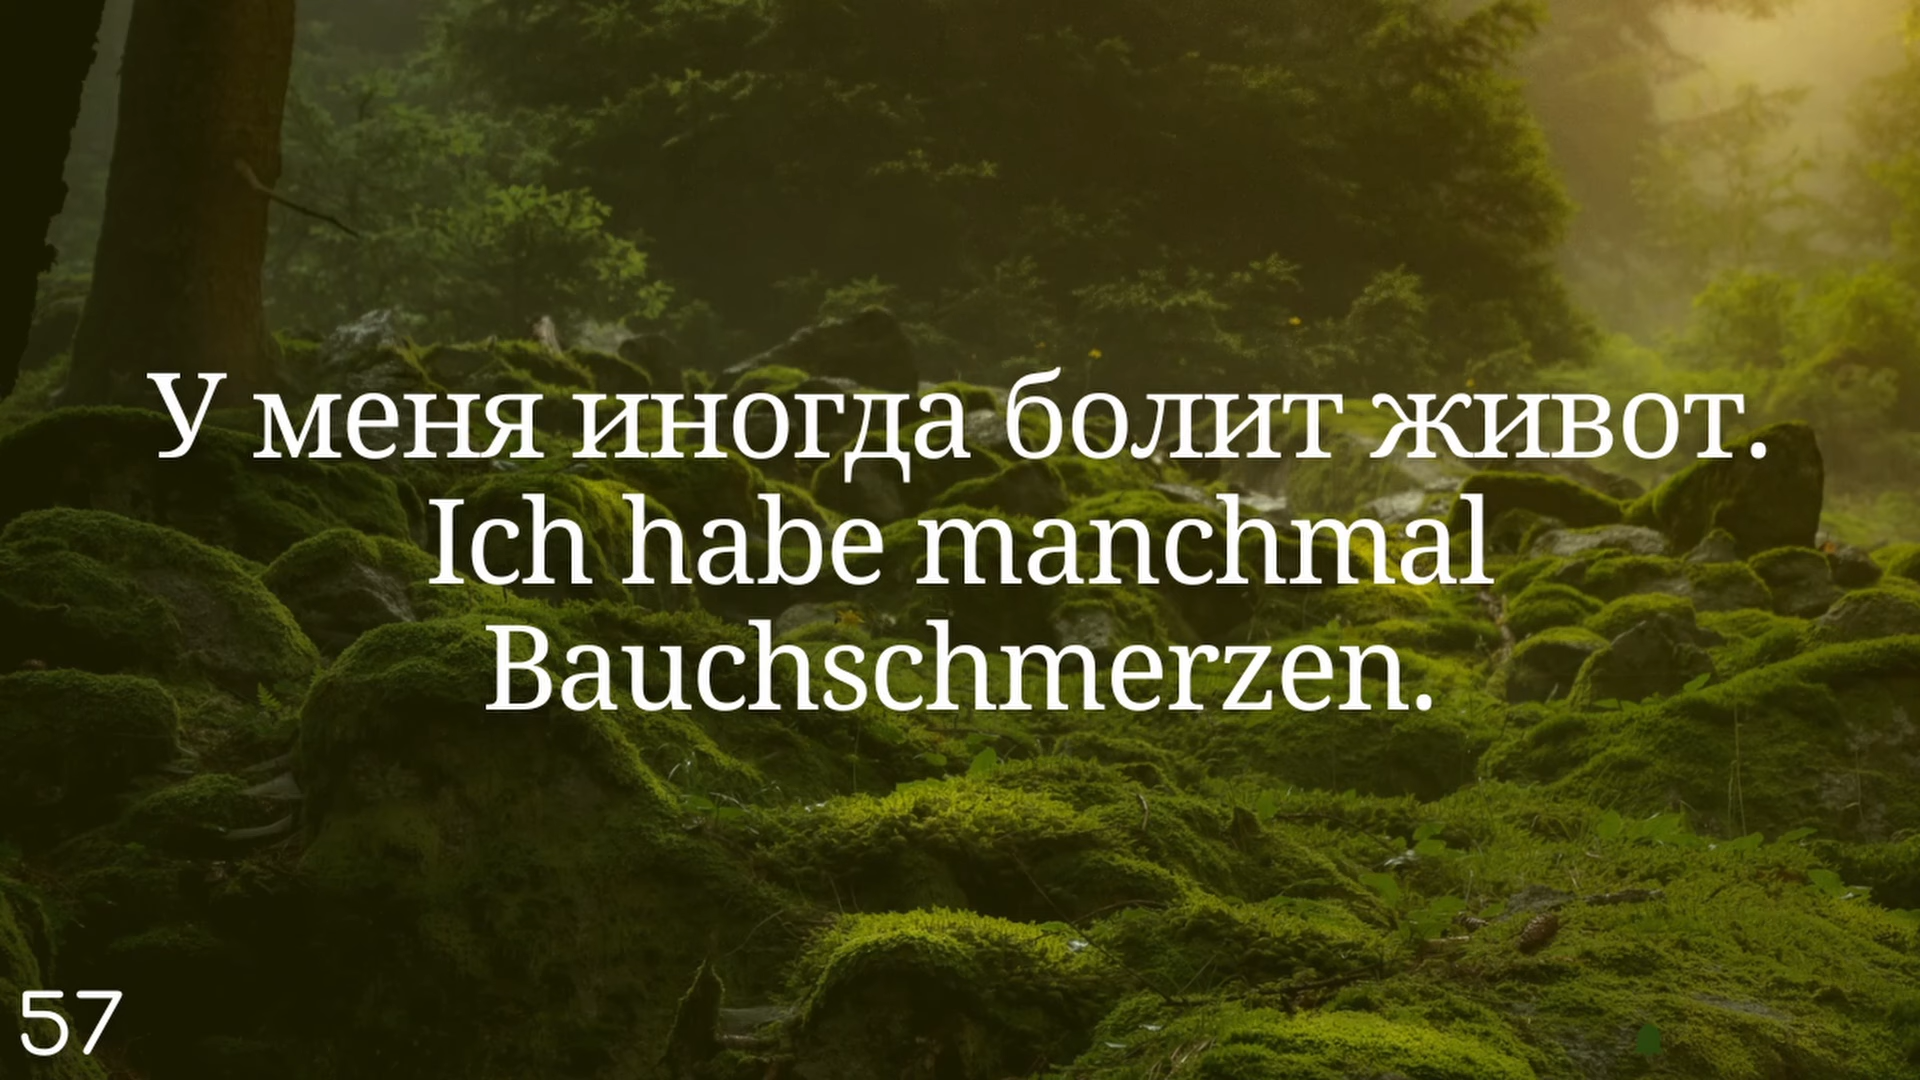 У меня иногда болит живот.
Ich habe manchmal
Bauchschmerzen.
57